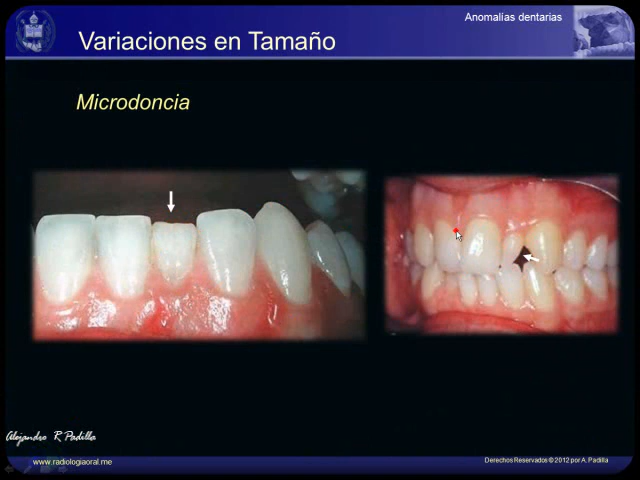 Anomalías dentarias
Variaciones en Tamaño
Microdoncia
Alejandro R Padilla
www.radiologiaoral.me
Derechos Reservados © 2012 por A. Padilla